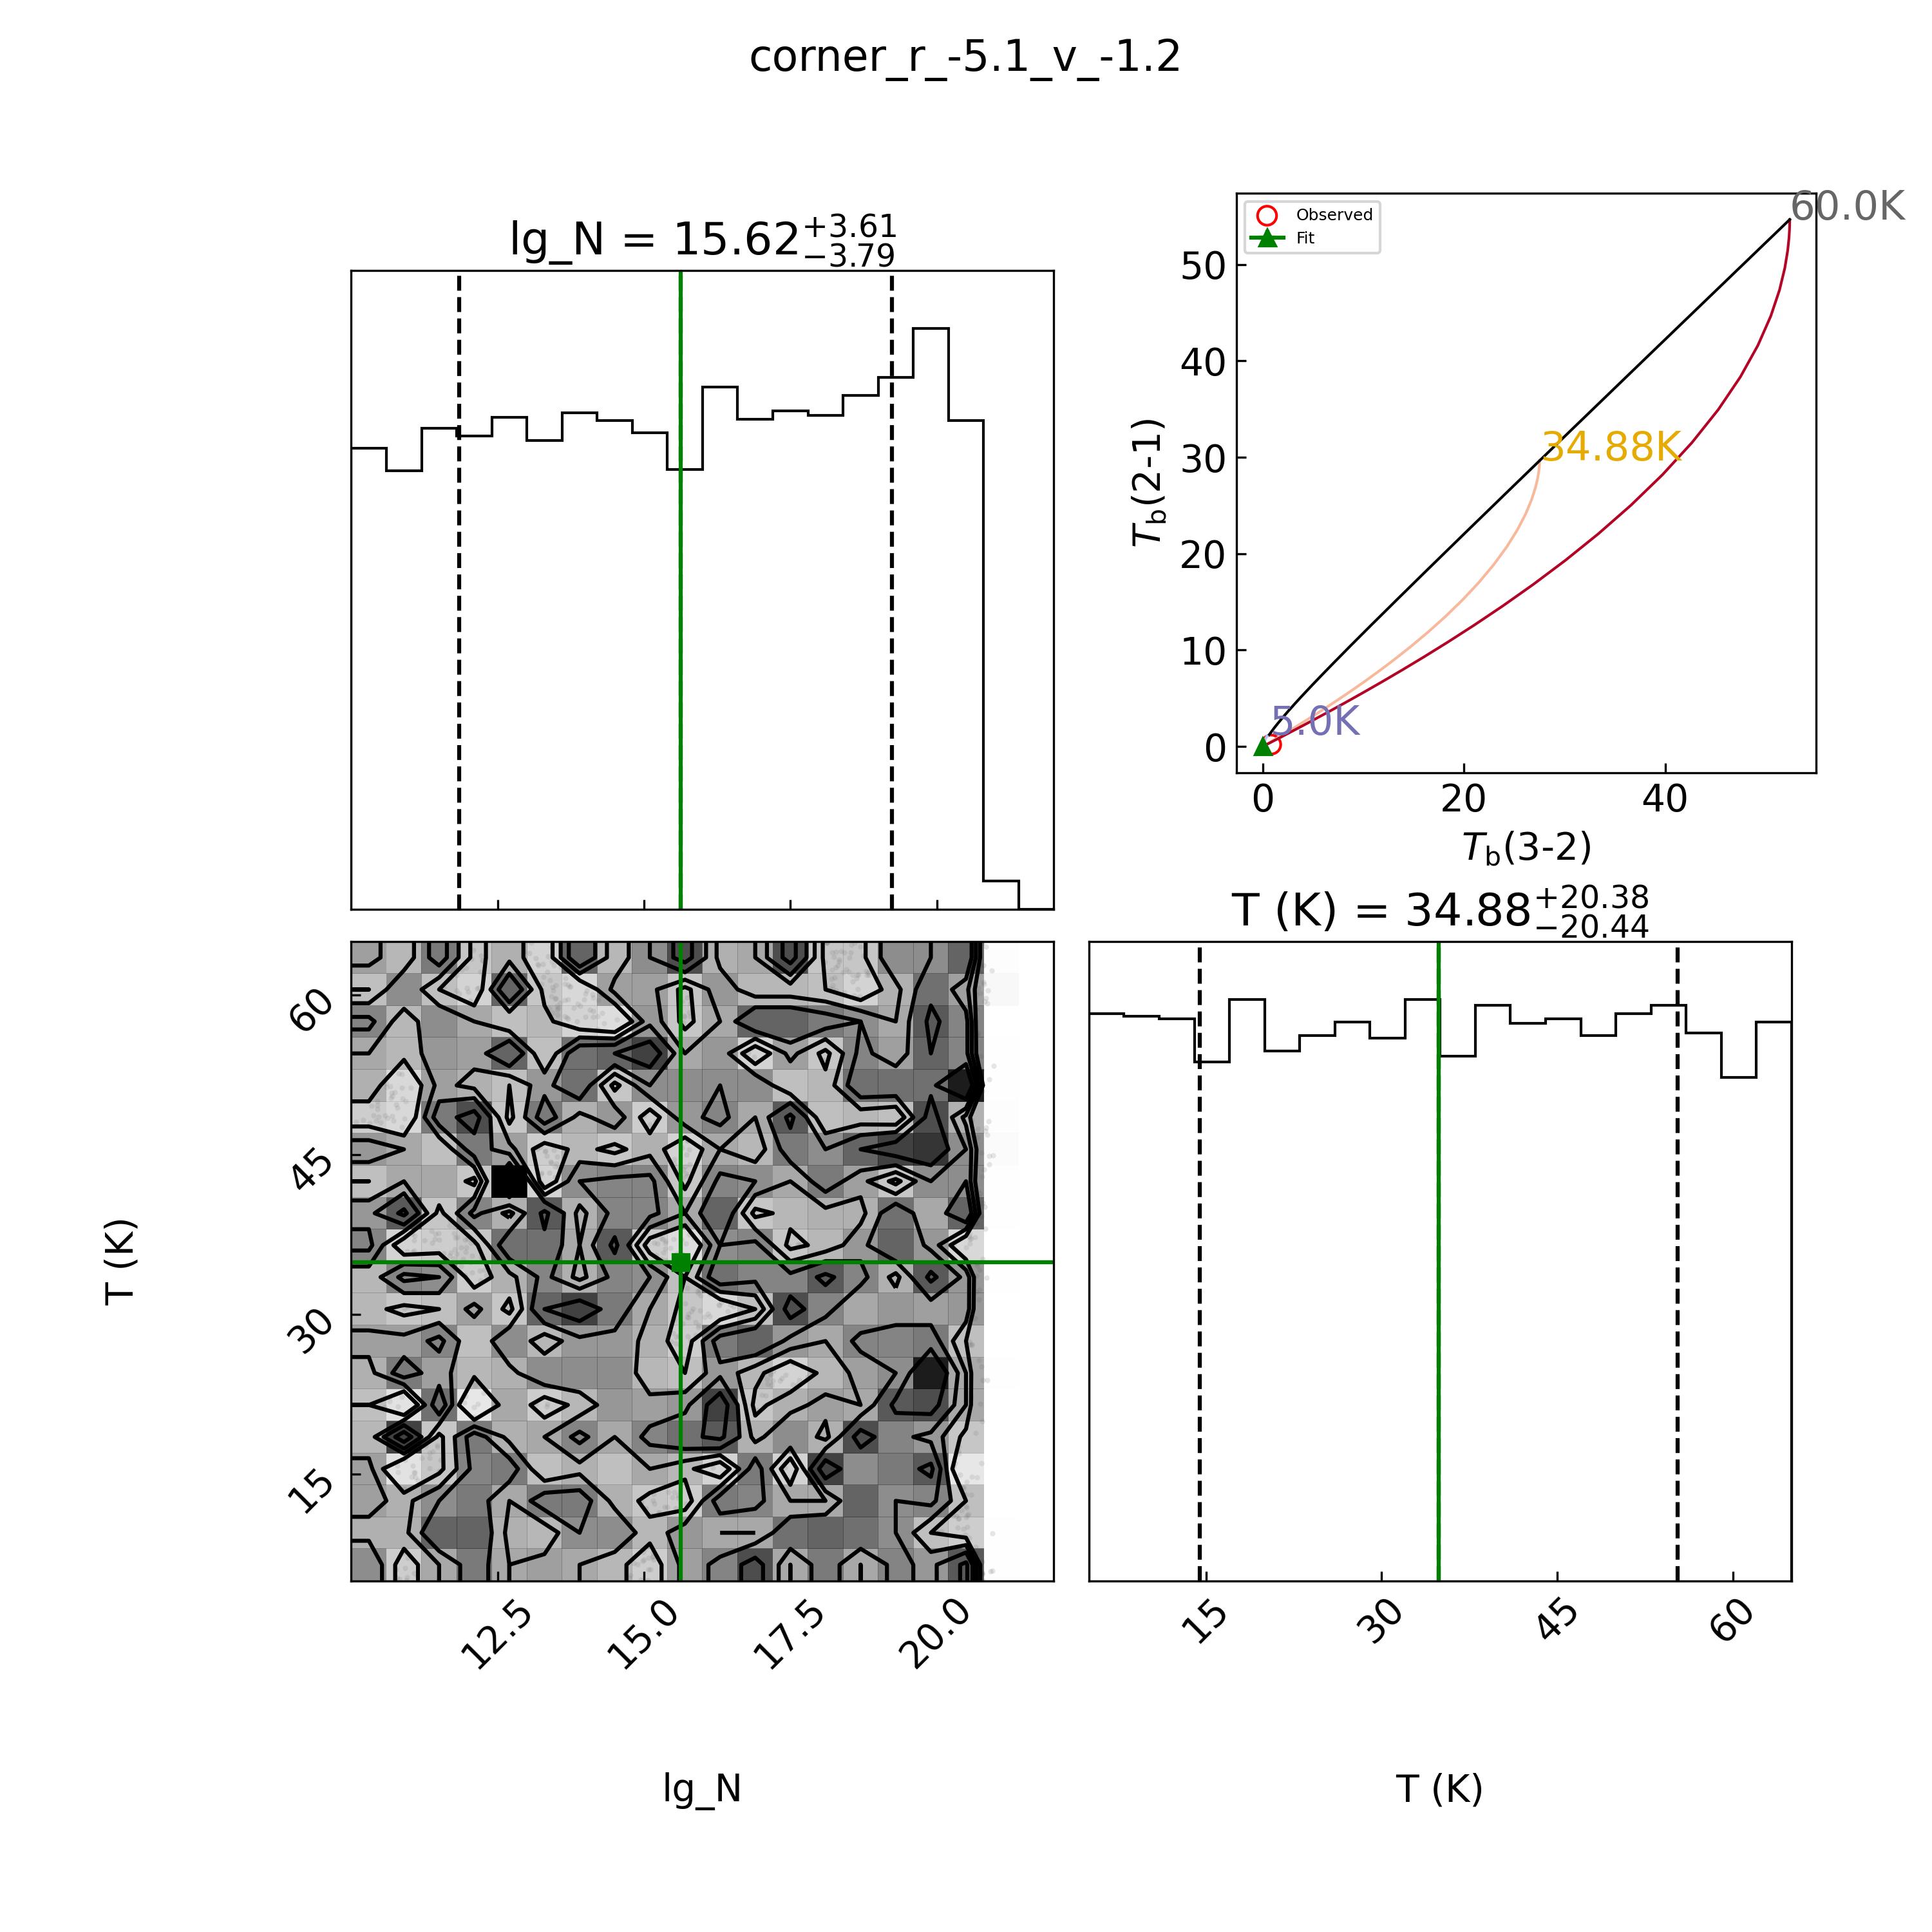 corner_r_-5.1_v_-1.2
lg_N = 15.62+3.61
−3.79
60.0K
Observed
Fit
50
40
34.88K
30
20
10
5.0K
0
T_b(2-1)
0 20 40
T_b(3-2)
T (K) = 34.88+20.38
−20.44
60
45
30
15
T (K)
12.5 15.0 17.5 20.0
15 30 45 60
lg_N
T (K)